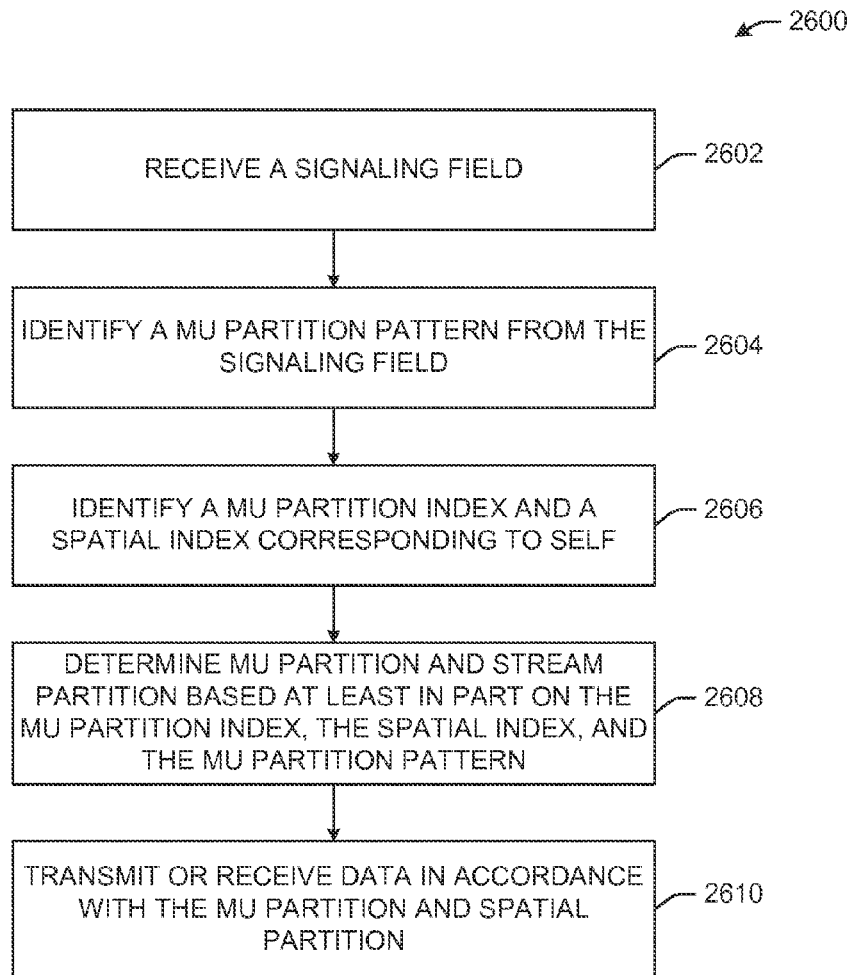 2600
RECEIVE A SIGNALING FIELD
2602
IDENTIFY A MU PARTITION PATTERN FROM THE
SIGNALING FIELD
2604
IDENTIFY A MU PARTITION INDEX AND A
SPATIAL INDEX CORRESPONDING TO SELF
2606
DETERMINE MU PARTITION AND STREAM
PARTITION BASED AT LEAST IN PART ON THE
MU PARTITION INDEX, THE SPATIAL INDEX, AND
THE MU PARTITION PATTERN
2608
TRANSMIT OR RECEIVE DATA IN ACCORDANCE
WITH THE MU PARTITION AND SPATIAL
PARTITION
2610